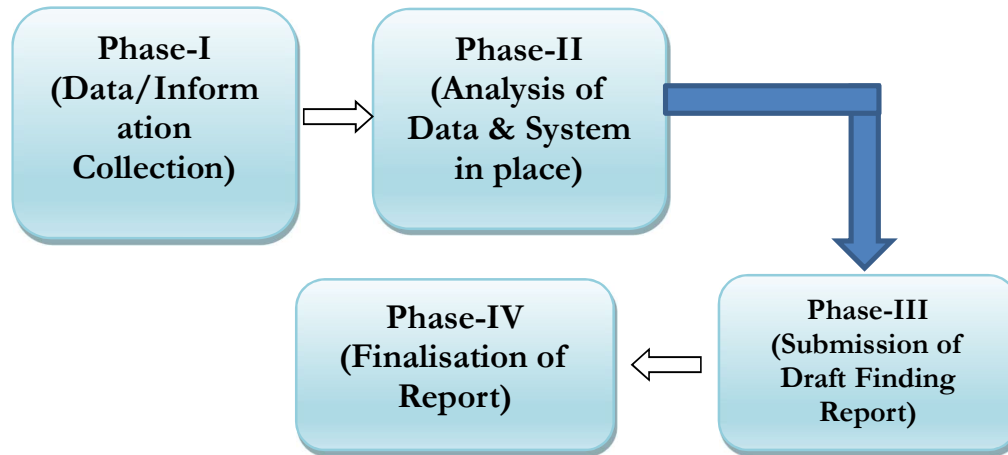 Phase-I
(Data/Inform
ation
Collection)
Phase-II
(Analysis of
Data & System
in place)
Phase-III
(Submission of
Draft Finding
Report)
Phase-IV
(Finalisation of
Report)